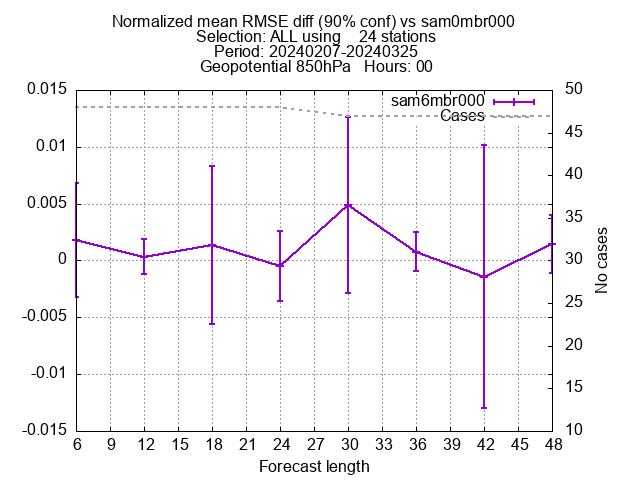 Normalized mean RMSE diff (90% conf) vs sam0mbr000
Selection: ALL using    24 stations
Period: 20240207-20240325
Geopotential 850hPa   Hours: 00
sam6mbr000
Cases
0.015
0.01
0.005
0
-0.005
-0.01
-0.015
50
45
40
35
30
25
20
15
10
No cases
6 9 12 15 18 21 24 27 30 33 36 39 42 45 48
Forecast length